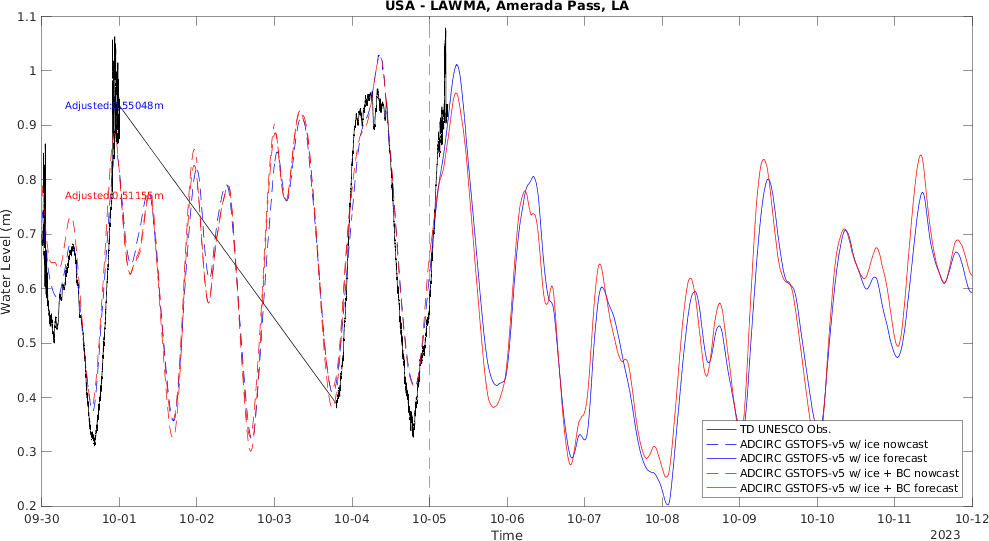 USA - LAWMA, Amerada Pass, LA
1.1
1
0.9
0.8
0.7
0.6
0.5
0.4
0.3
0.2
Water Level (m)
Adjusted:0.55048m
Adjusted:0.51155m
TD UNESCO Obs.
ADCIRC GSTOFS-v5 w/ ice nowcast
ADCIRC GSTOFS-v5 w/ ice forecast
ADCIRC GSTOFS-v5 w/ ice + BC nowcast
ADCIRC GSTOFS-v5 w/ ice + BC forecast
09-30 10-01 10-02 10-03 10-04 10-05 10-06 10-07 10-08 10-09 10-10 10-11 10-12
Time
2023